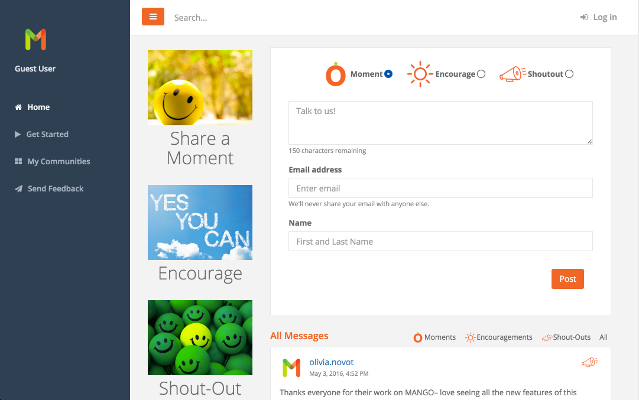 Search...
Log in
Guest User
Home
Get Started
My Communities
Send Feedback
Share a
Moment
YES
YOU
CAN
Encourage
Shout-Out
Moment
Encourage
Shoutout
Talk to us!
150 characters remaining
Email address
Enter email
We'll never share your email with anyone else.
Name
First and Last Name
Post
All Messages
Moments
Encouragements
Shout-Outs
All
olivia.novot
May 3, 2016, 4:52 PM
Thanks everyone for their work on MANGO– love seeing all the new features of this